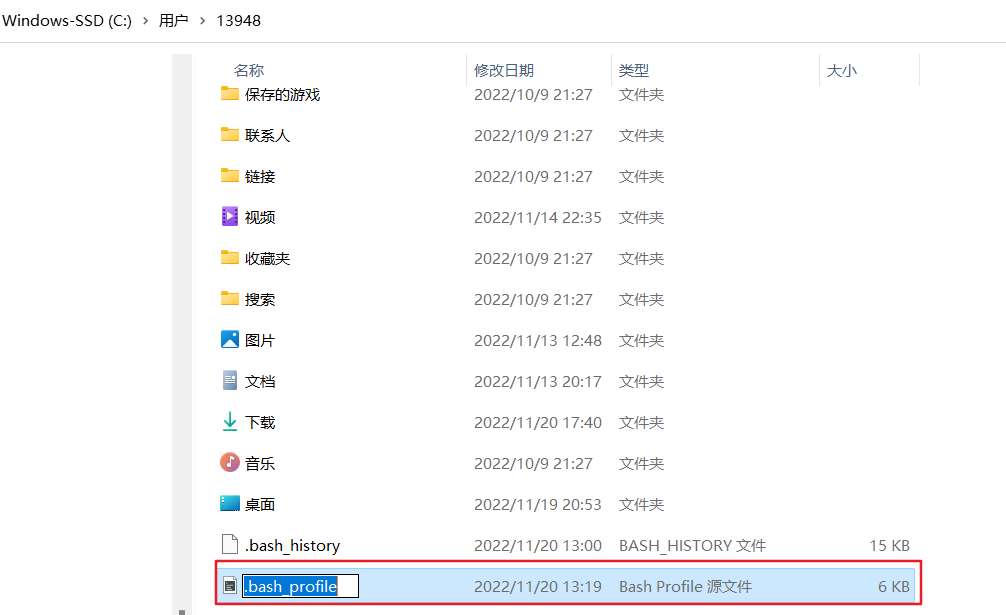 Windows-SSD (C:) > 用户 > 13948
名称 修改日期 类型 大小
保存的游戏 2022/10/9 21:27 文件夹
联系人 2022/10/9 21:27 文件夹
链接 2022/10/9 21:27 文件夹
视频 2022/11/14 22:35 文件夹
收藏夹 2022/10/9 21:27 文件夹
搜索 2022/10/9 21:27 文件夹
图片 2022/11/13 12:48 文件夹
文档 2022/11/13 20:17 文件夹
下载 2022/11/20 17:40 文件夹
音乐 2022/10/9 21:27 文件夹
桌面 2022/11/19 20:53 文件夹
.bash_history 2022/11/20 13:00 BASH_HISTORY 文件 15 KB
.bash_profile 2022/11/20 13:19 Bash Profile 源文件 6 KB